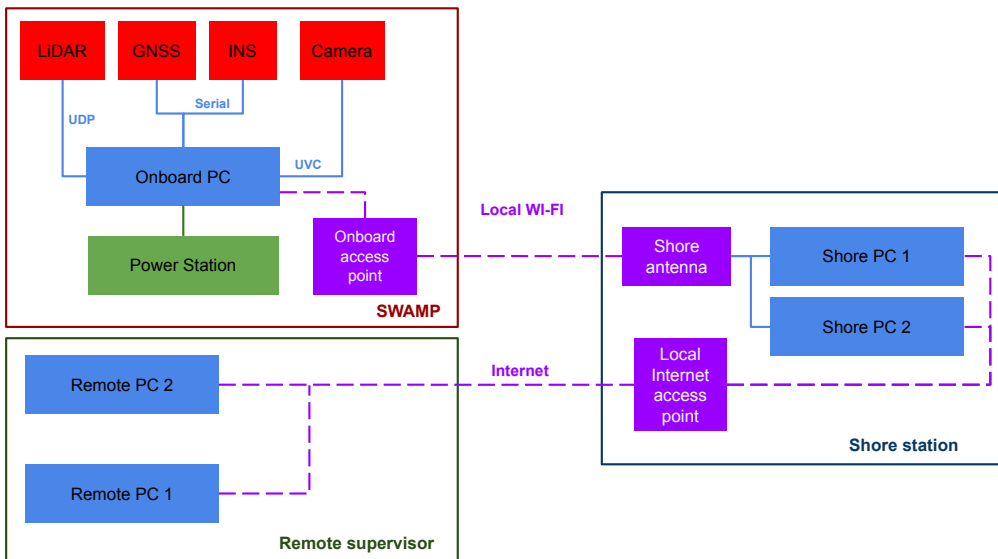 LiDAR
GNSS
INS
Camera
Serial
UDP
UVC
Onboard PC
Power Station
Onboard
access
point
SWAMP
Local WI-FI
Shore
antenna
Shore PC 1
Shore PC 2
Local
Internet
access
point
Shore station
Internet
Remote PC 2
Remote PC 1
Remote supervisor